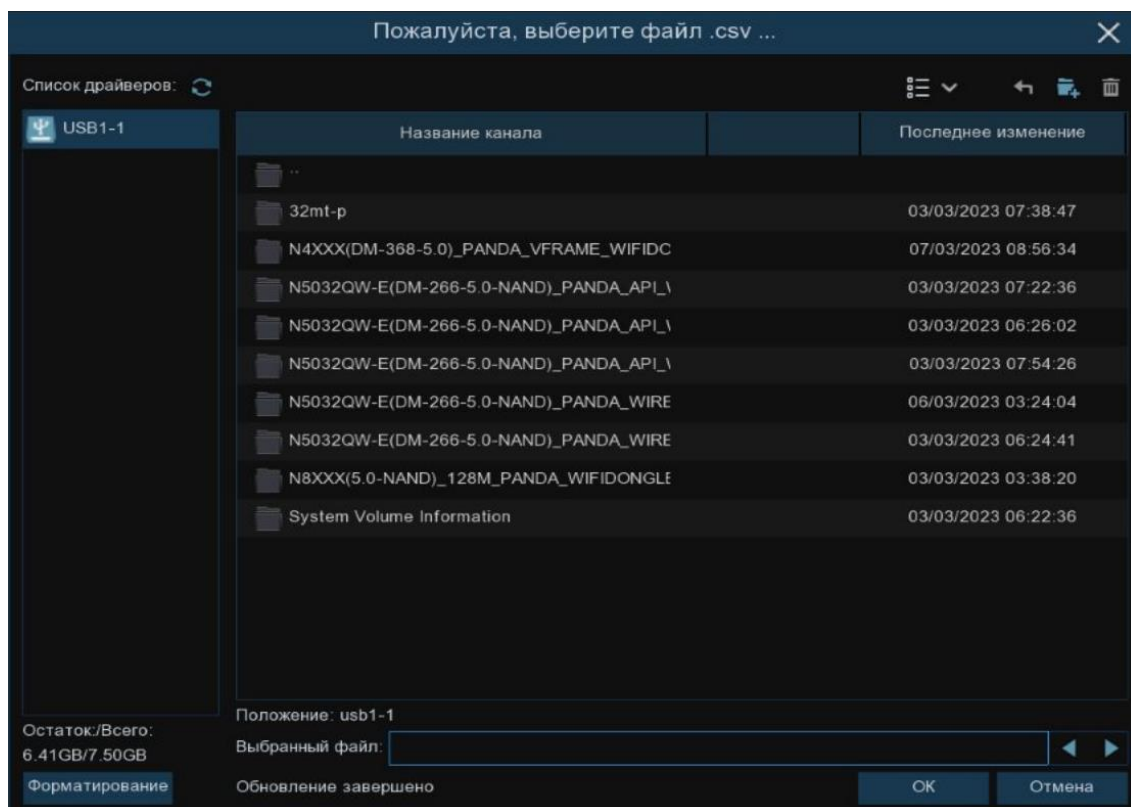 Пожалуйста, выберите файл .csv ...
Список драйверов:
USB1-1
Название канала
Последнее изменение
..
32mt-p
03/03/2023 07:38:47
N4XXX(DM-368-5.0)_PANDA_VFRAME_WIFIDO
07/03/2023 08:56:34
N5032QW-E(DM-266-5.0-NAND)_PANDA_API_\
03/03/2023 07:22:36
N5032QW-E(DM-266-5.0-NAND)_PANDA_API_\
03/03/2023 06:26:02
N5032QW-E(DM-266-5.0-NAND)_PANDA_API_\
03/03/2023 07:54:26
N5032QW-E(DM-266-5.0-NAND)_PANDA_WIRE
06/03/2023 03:24:04
N5032QW-E(DM-266-5.0-NAND)_PANDA_WIRE
03/03/2023 06:24:41
N8XXX(5.0-NAND)_128M_PANDA_WIFIDONGLE
03/03/2023 03:38:20
System Volume Information
03/03/2023 06:22:36
Положение: usb1-1
Остаток:/Всего:
6.41GB/7.50GB
Выбранный файл:
Форматирование
Обновление завершено
OK
Отмена